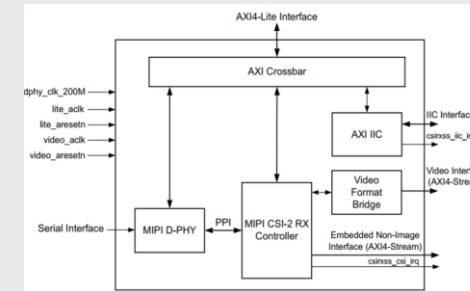 AXI4-Lite Interface
AXI Crossbar
dphy_clk_200M
lite_aclk
lite_aresetn
video_aclk
video_aresetn
AXI IIC
IIC Interface
csirxss_iic_ir
Video
Format
Bridge
Video Inter
(AXI4-Strea
Serial Interface
MIPI D-PHY
PPI
MIPI CSI-2 RX
Controller
Embedded Non-Image
Interface (AXI4-Stream)
csirxss_csi_irq